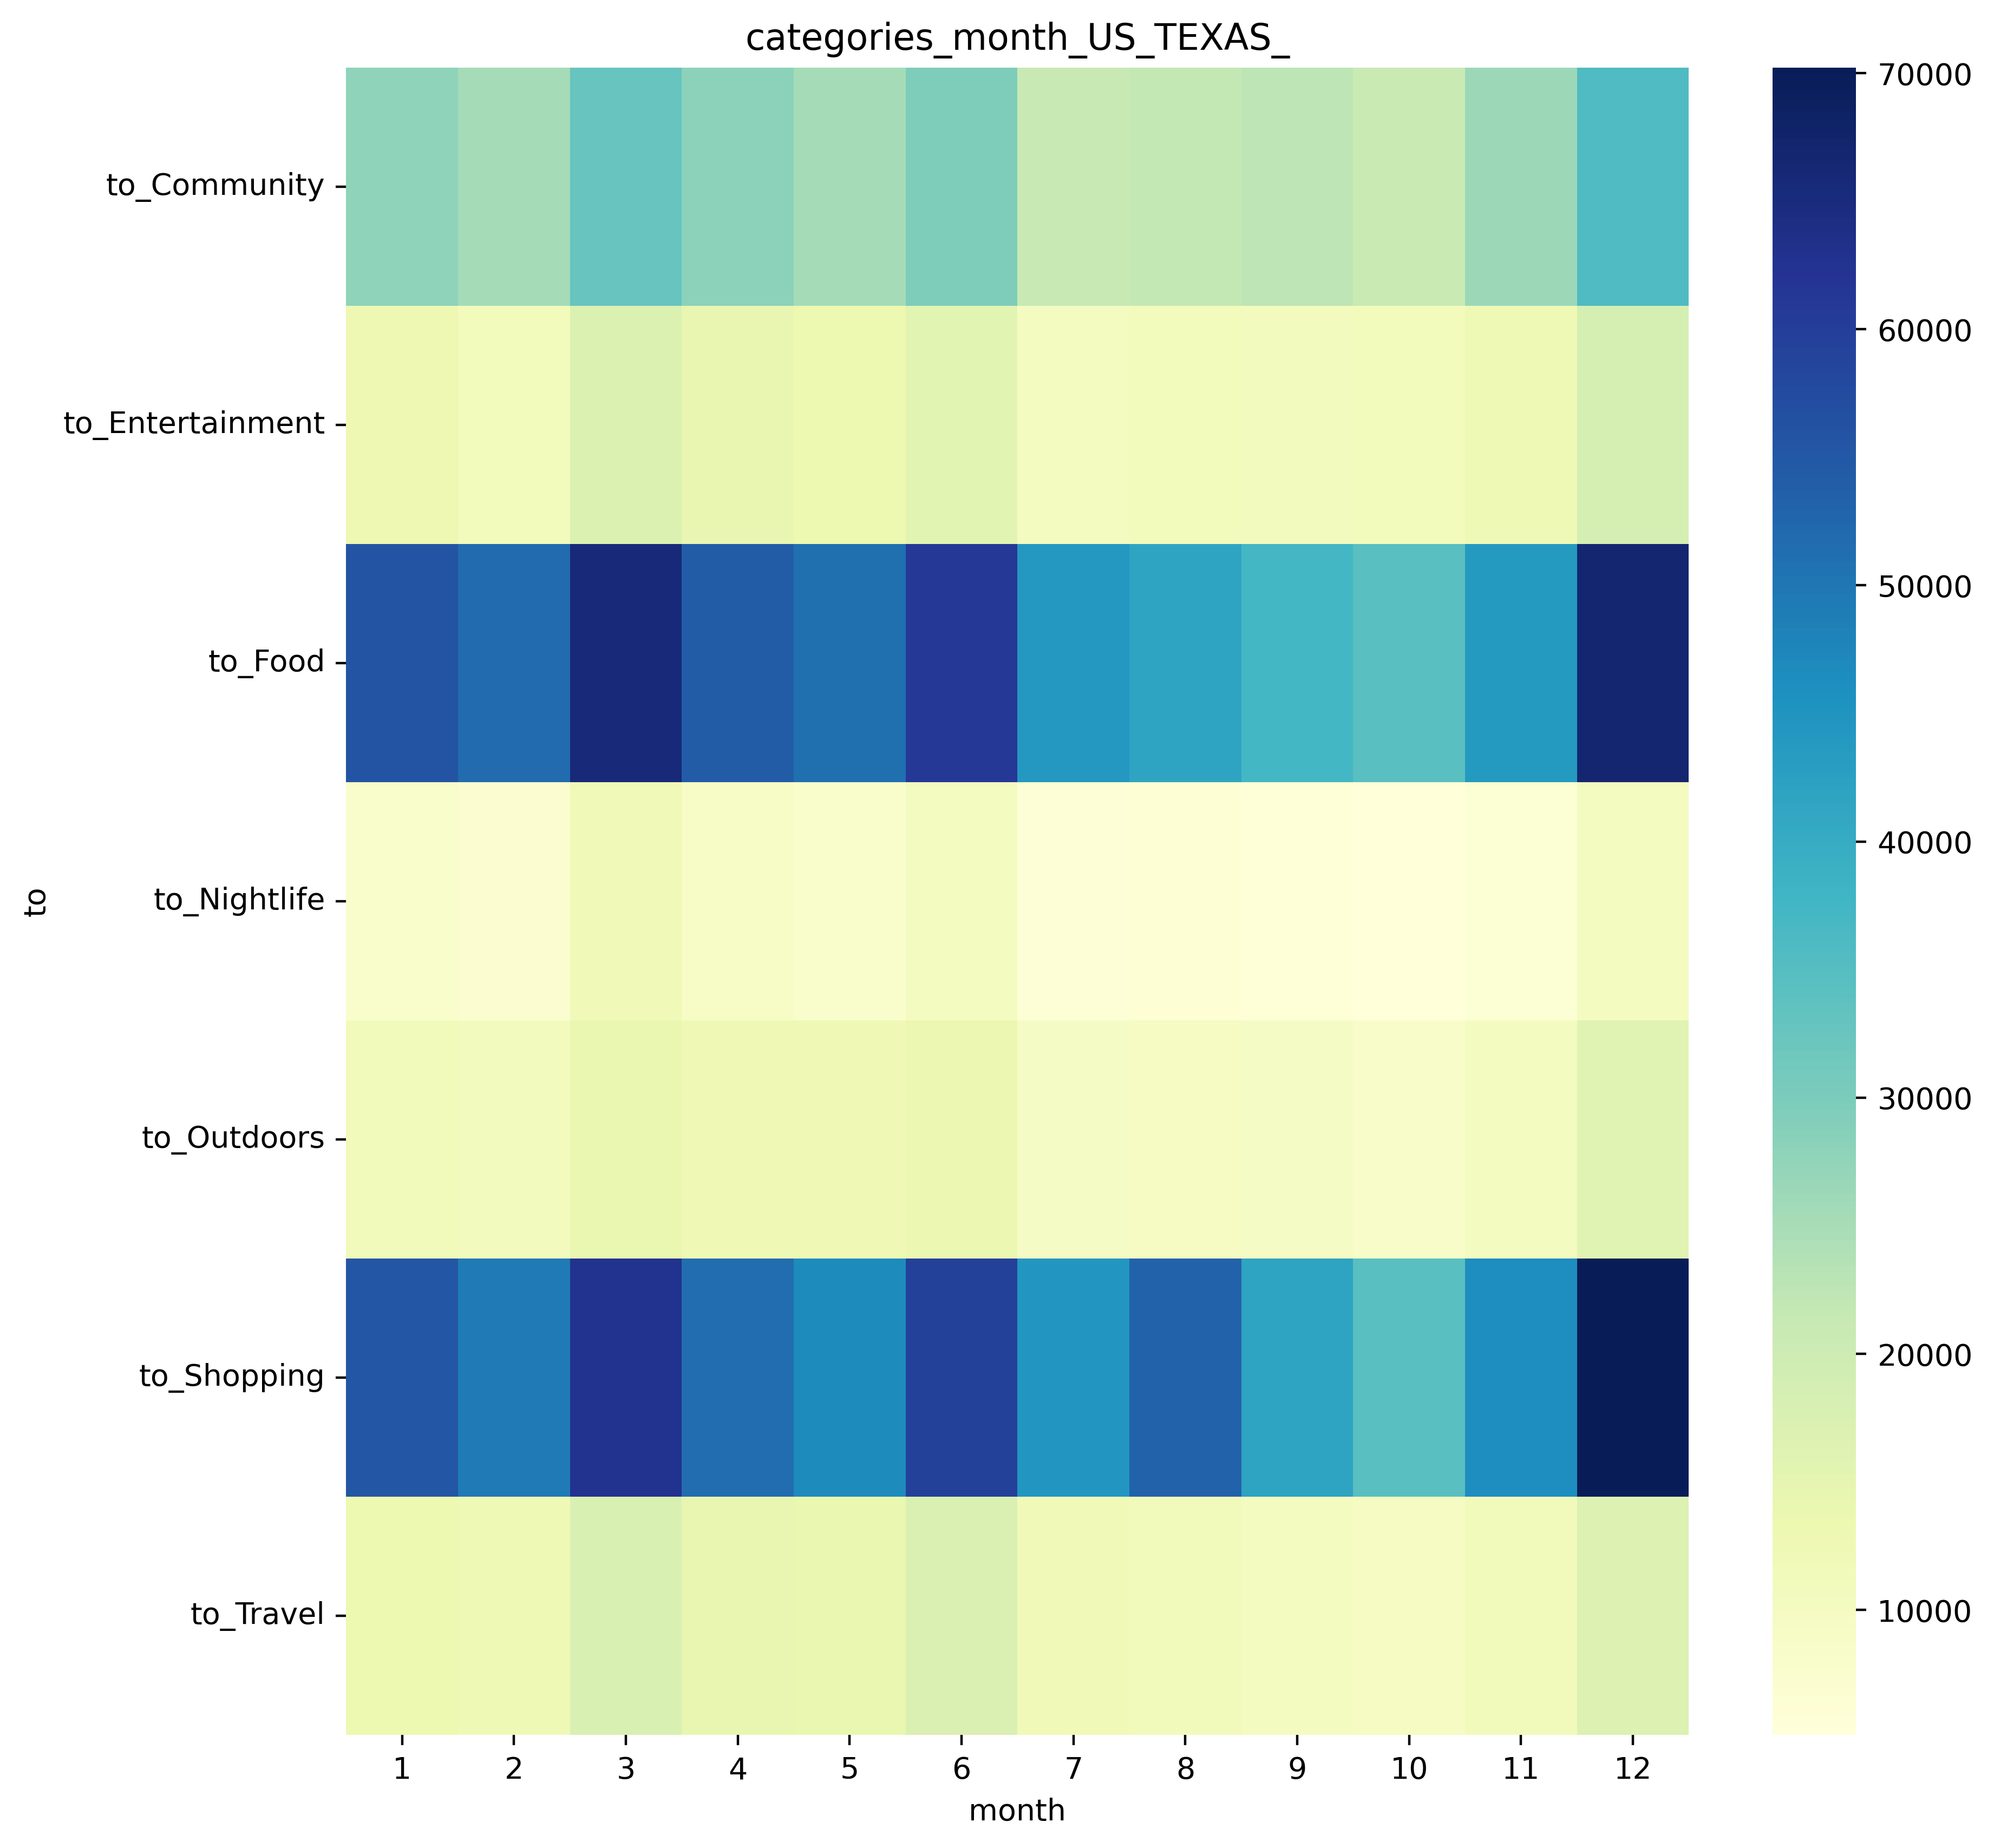 categories_month_US_TEXAS_
to_Community
to_Entertainment
to_Food
to_Nightlife
to_Outdoors
to_Shopping
to_Travel
to
1 2 3 4 5 6 7 8 9 10 11 12
month
70000
60000
50000
40000
30000
20000
10000